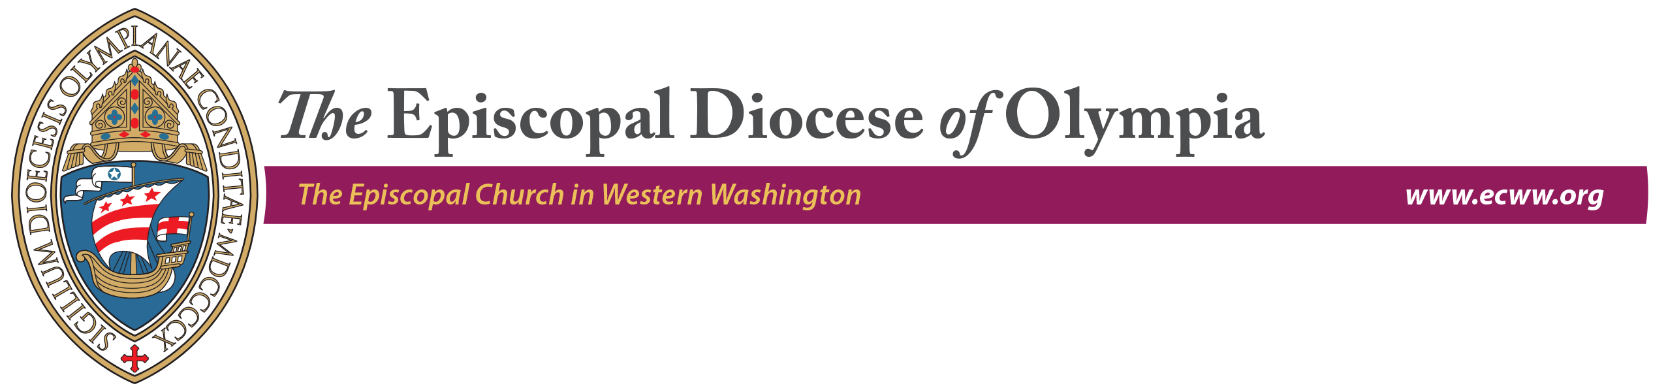 SIGILLUM DIOECESIS OLYMPIANAE CONDITAE·MDCCCCX
The Episcopal Diocese of Olympia
The Episcopal Church in Western Washington
www.ecww.org